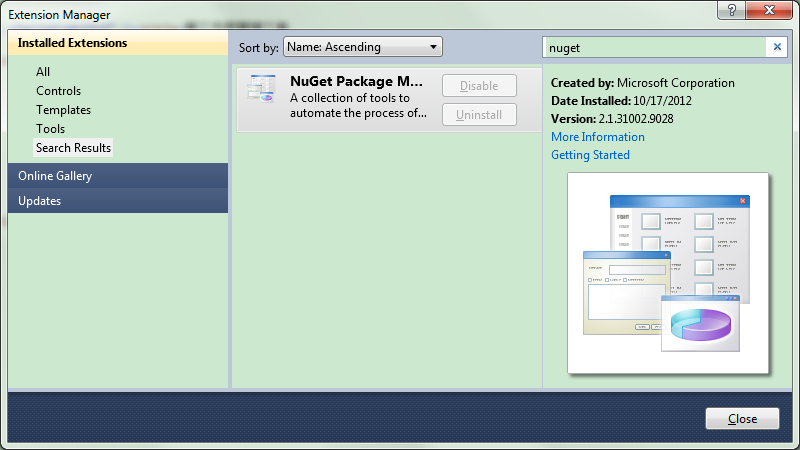 Extension Manager
Installed Extensions
All
Controls
Templates
Tools
Search Results
Online Gallery
Updates
Sort by: Name: Ascending
NuGet Package M...
A collection of tools to
automate the process of...
Disable
Uninstall
nuget
Created by: Microsoft Corporation
Date Installed: 10/17/2012
Version: 2.1.31002.9028
More Information
Getting Started
Close